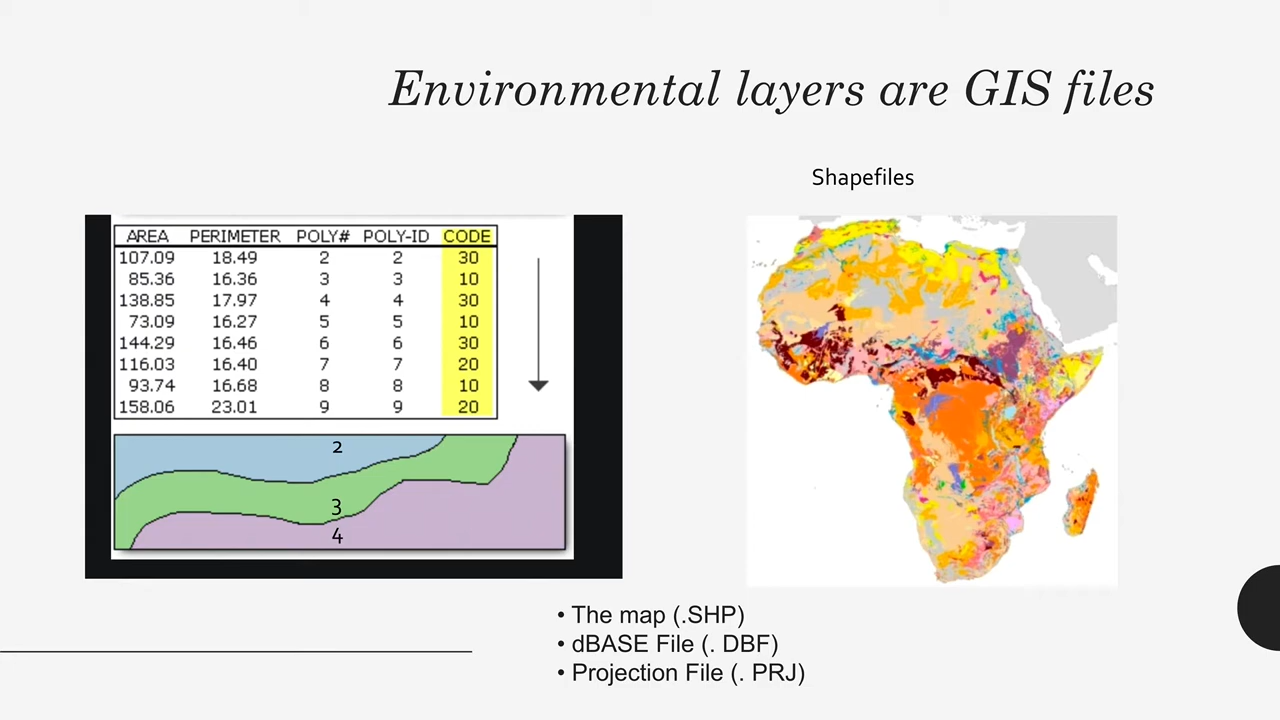 Environmental layers are GIS files
Shapefiles
AREA PERIMETER POLY# POLY-ID CODE
107.09 18.49 2 2 30
85.36 16.36 3 3 10
138.85 17.97 4 4 30
73.09 16.27 5 5 10
144.29 16.46 6 6 30
116.03 16.40 7 7 20
93.74 16.68 8 8 10
158.06 23.01 9 9 20
2
3
4
• The map (.SHP)
• dBASE File (. DBF)
• Projection File (. PRJ)